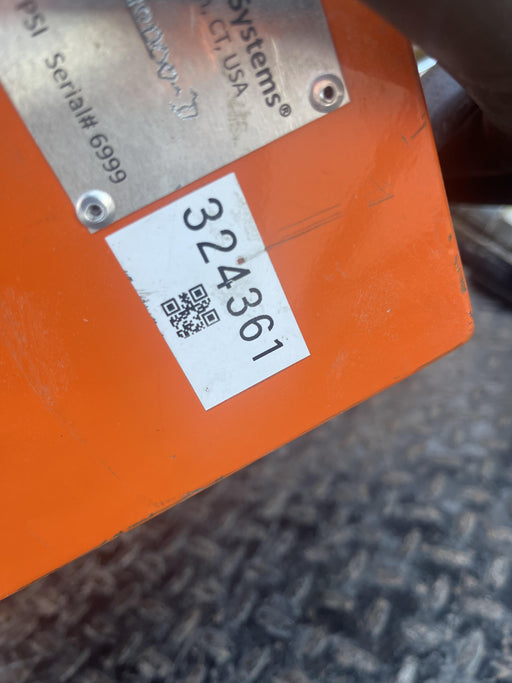 Systems®
, CT, USA
PSI Serial# 6999
324361